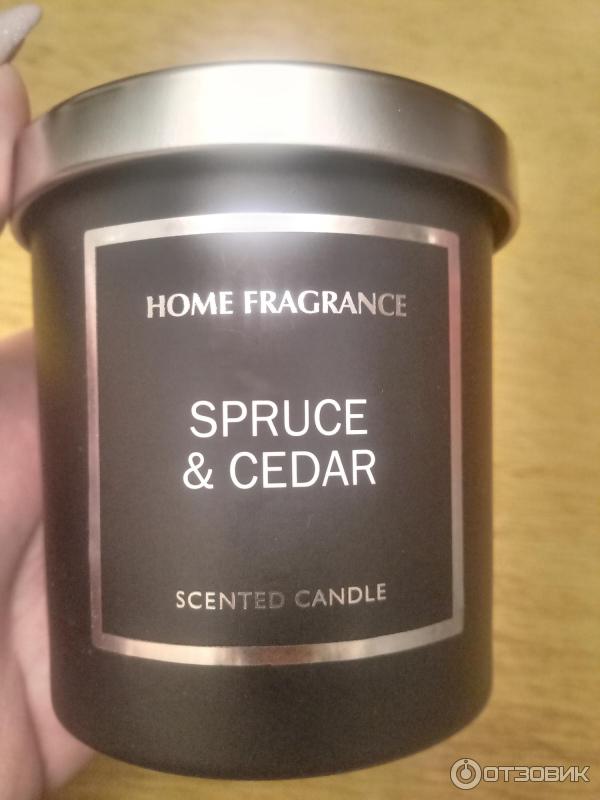 HOME FRAGRANCE
SPRUCE
& CEDAR
SCENTED CANDLE
ОТЗОВИК